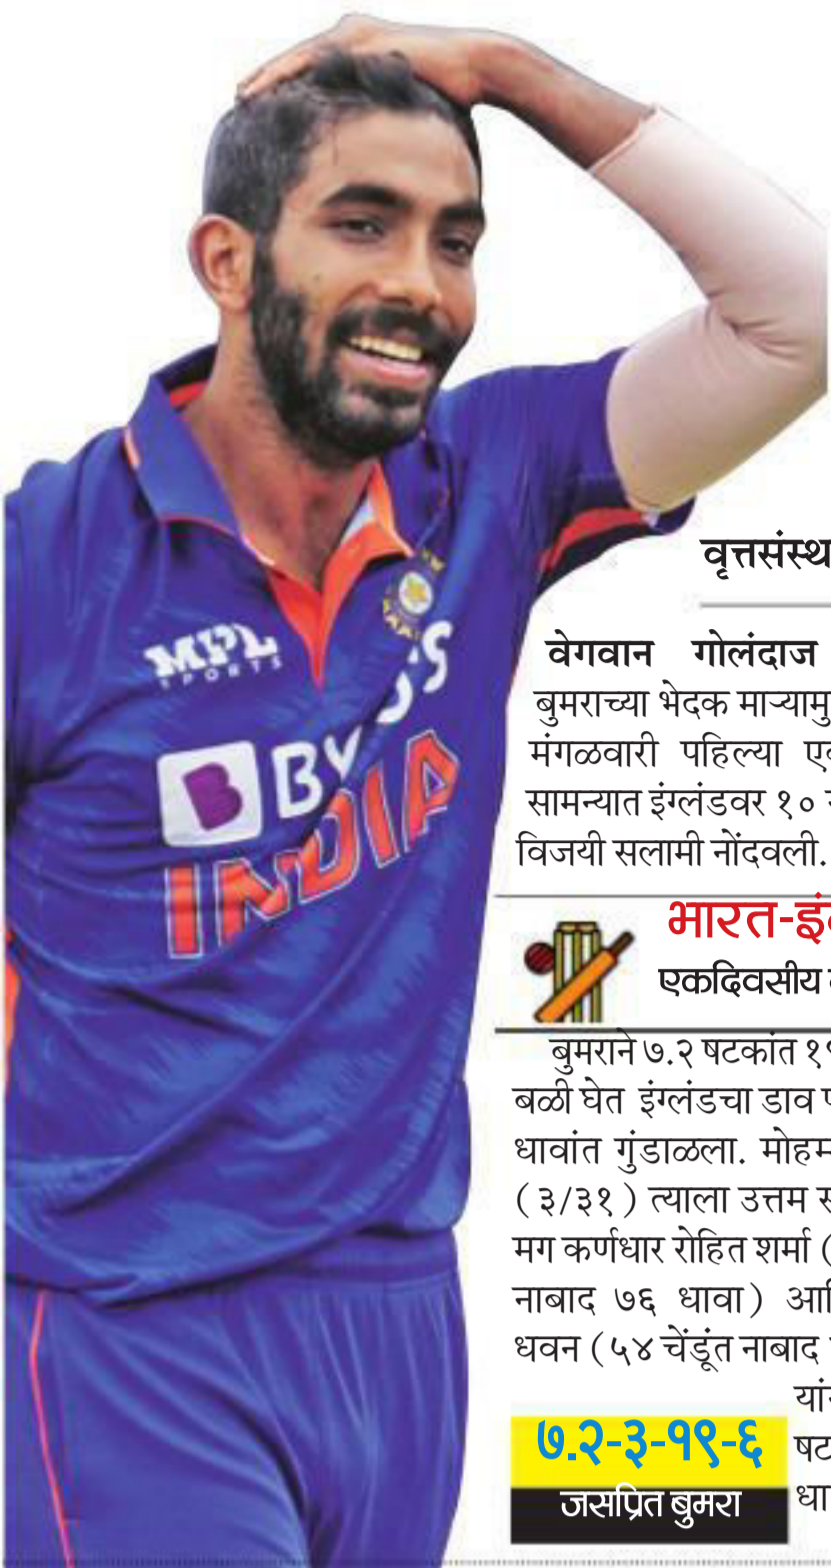 MPL
SPORTS
BY S
INDIA
वृत्तसंस्थ
वेगवान गोलंदाज
बुमराच्या भेदक माऱ्यामु
मंगळवारी पहिल्या ए
सामन्यात इंग्लंडवर १०
विजयी सलामी नोंदवली.
भारत-इं
एकदिवसीय
बुमराने ७.२ षटकांत १९
बळी घेत इंग्लंडचा डाव
धावांत गुंडाळला. मोहम
(३/३१) त्याला उत्तम
मग कर्णधार रोहित शर्मा (
नाबाद ७६ धावा) आ
धवन (५४ चेंडूंत नाबाद
यां
षट
धा
७.२-३-१९-६
जसप्रित बुमरा